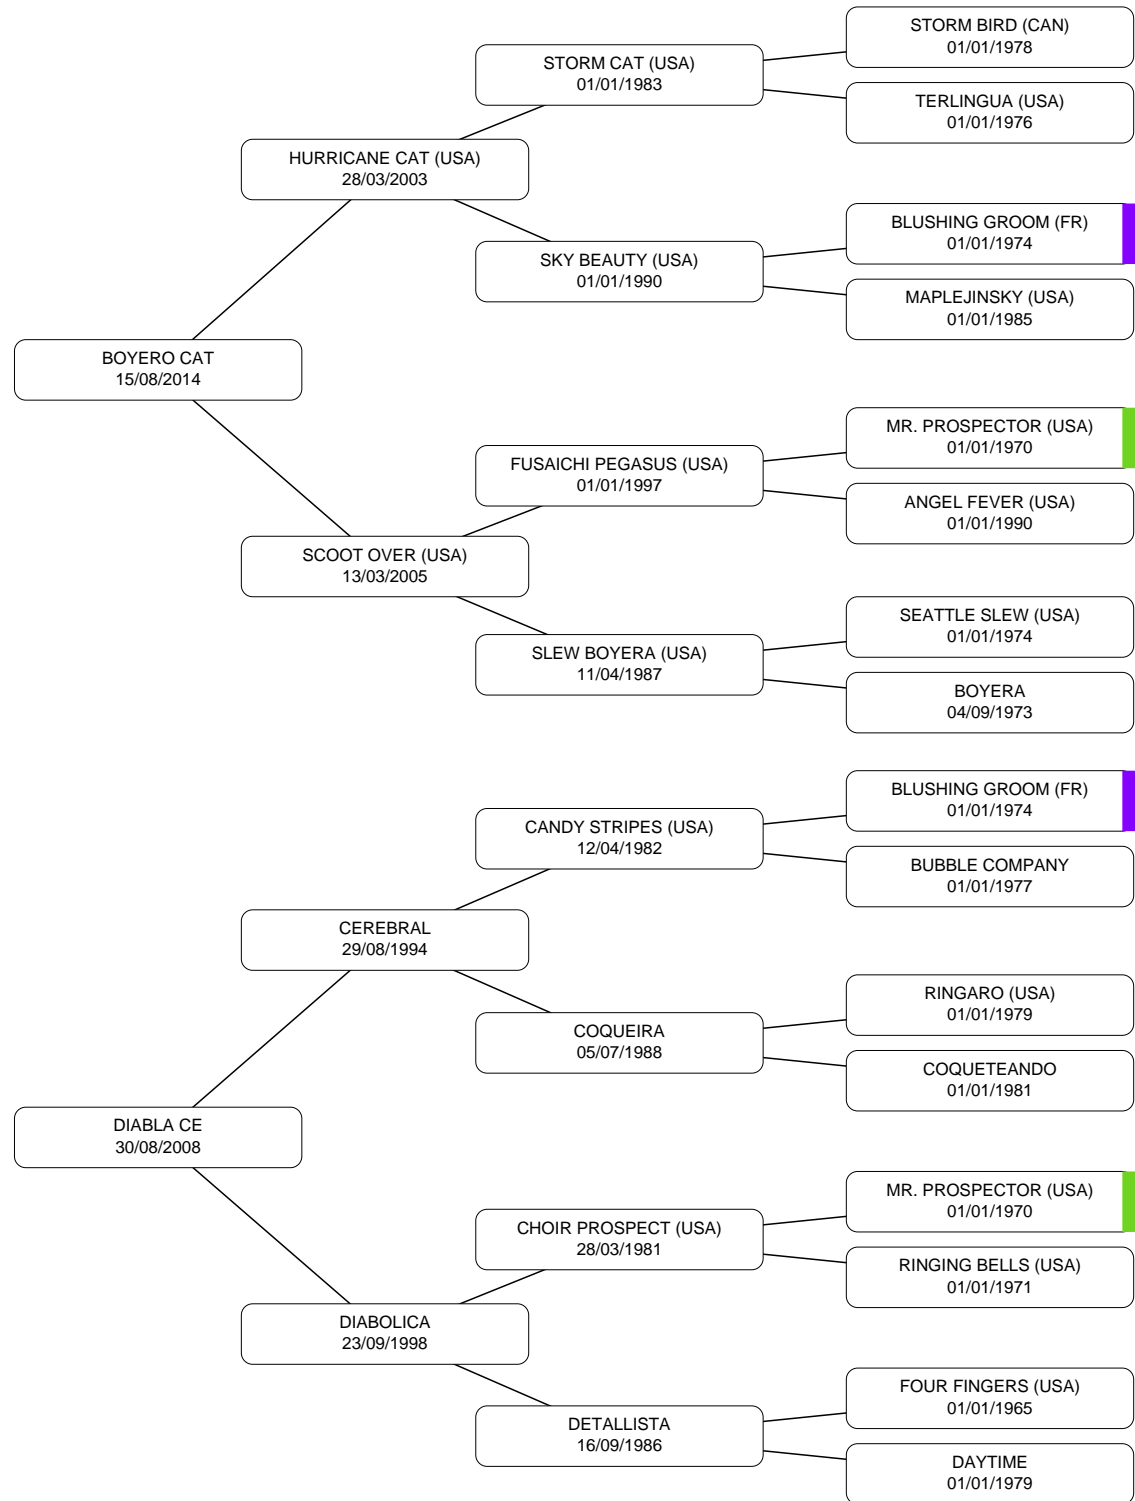 STORM BIRD (CAN)
01/01/1978
STORM CAT (USA)
01/01/1983
TERLINGUA (USA)
01/01/1976
HURRICANE CAT (USA)
28/03/2003
BLUSHING GROOM (FR)
01/01/1974
SKY BEAUTY (USA)
01/01/1990
MAPLEJINSKY (USA)
01/01/1985
BOYERO CAT
15/08/2014
MR. PROSPECTOR (USA)
01/01/1970
FUSAICHI PEGASUS (USA)
01/01/1997
ANGEL FEVER (USA)
01/01/1990
SCOOT OVER (USA)
13/03/2005
SEATTLE SLEW (USA)
01/01/1974
SLEW BOYERA (USA)
11/04/1987
BOYERA
04/09/1973
BLUSHING GROOM (FR)
01/01/1974
CANDY STRIPES (USA)
12/04/1982
BUBBLE COMPANY
01/01/1977
CEREBRAL
29/08/1994
RINGARO (USA)
01/01/1979
COQUEIRA
05/07/1988
COQUETEANDO
01/01/1981
DIABLA CE
30/08/2008
MR. PROSPECTOR (USA)
01/01/1970
CHOIR PROSPECT (USA)
28/03/1981
RINGING BELLS (USA)
01/01/1971
DIABOLICA
23/09/1998
FOUR FINGERS (USA)
01/01/1965
DETALLISTA
16/09/1986
DAYTIME
01/01/1979